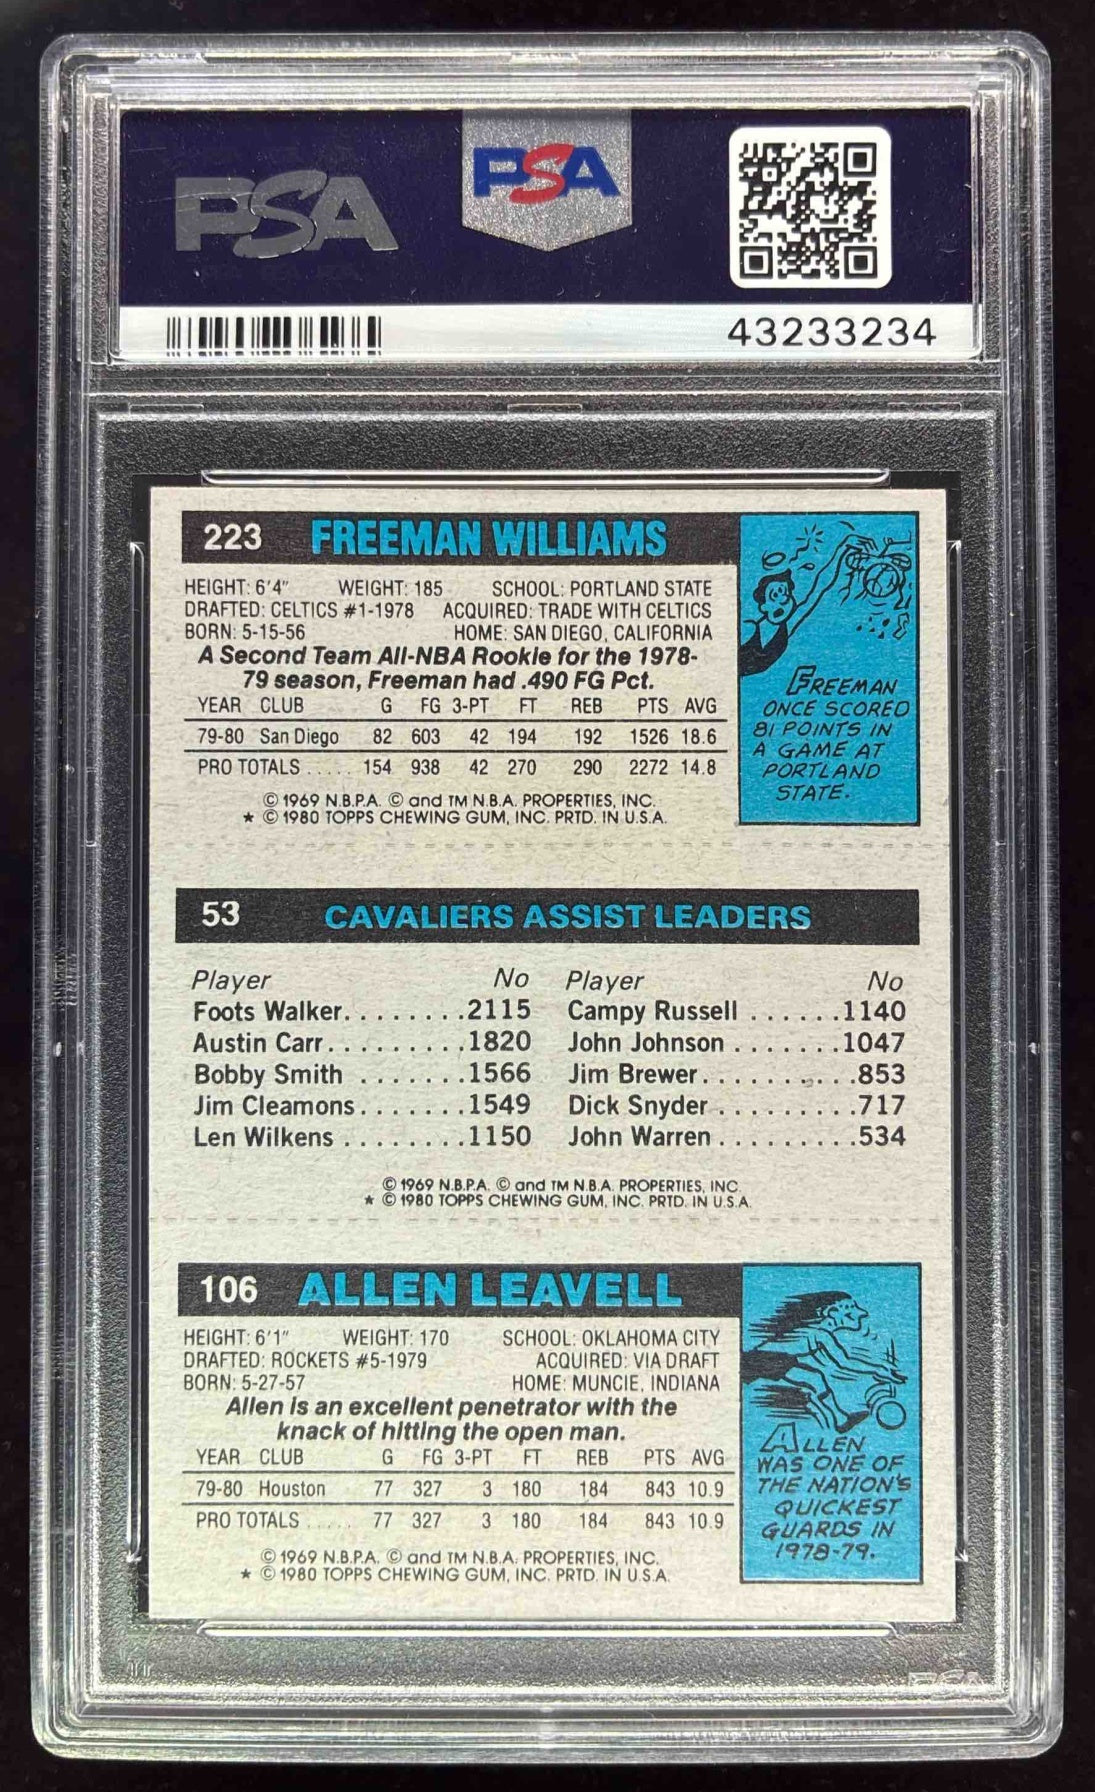 PSA
PSA
43233234
223 FREEMAN WILLIAMS
HEIGHT: 6'4" WEIGHT: 185 SCHOOL: PORTLAND STATE
DRAFTED: CELTICS #1-1978 ACQUIRED: TRADE WITH CELTICS
BORN: 5-15-56 HOME: SAN DIEGO, CALIFORNIA
A Second Team All-NBA Rookie for the 1978-
79 season, Freeman had .490 FG Pct.
YEAR CLUB G FG 3-PT FT REB PTS AVG
79-80 San Diego 82 603 42 194 192 1526 18.6
PRO TOTALS ..... 154 938 42 270 290 2272 14.8
© 1969 N.B.P.A. © and TM N.B.A. PROPERTIES, INC.
★ © 1980 TOPPS CHEWING GUM, INC. PRTD. IN U.S.A.
FREEMAN
ONCE SCORED
81 POINTS IN
A GAME AT
PORTLAND
STATE.
53 CAVALIERS ASSIST LEADERS
Player No Player No
Foots Walker........2115 Campy Russell ......1140
Austin Carr.........1820 John Johnson .......1047
Bobby Smith .......1566 Jim Brewer..........853
Jim Cleamons.......1549 Dick Snyder .........717
Len Wilkens ........1150 John Warren .........534
© 1969 N.B.P.A. © and TM N.B.A. PROPERTIES, INC
★ © 1980 TOPPS CHEWING GUM, INC. PRTD. IN U.S.A.
106 ALLEN LEAVELL
HEIGHT: 6'1" WEIGHT: 170 SCHOOL: OKLAHOMA CITY
DRAFTED: ROCKETS #5-1979 ACQUIRED: VIA DRAFT
BORN: 5-27-57 HOME: MUNCIE, INDIANA
Allen is an excellent penetrator with the
knack of hitting the open man.
YEAR CLUB G FG 3-PT FT REB PTS AVG
79-80 Houston 77 327 3 180 184 843 10.9
PRO TOTALS ..... 77 327 3 180 184 843 10.9
© 1969 N.B.P.A. © and TM N.B.A. PROPERTIES, INC.
★ © 1980 TOPPS CHEWING GUM, INC. PRTD. IN U.S.A.
ALLEN
WAS ONE OF
THE NATION'S
QUICKEST
GUARDS IN
1978-79.
PSA